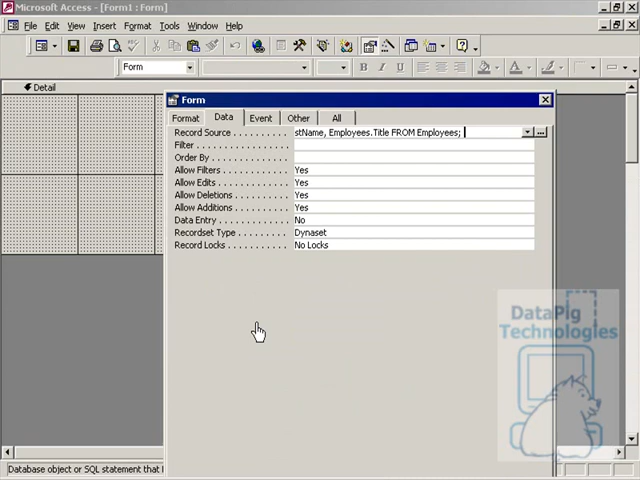 Microsoft Access - [Form1 : Form]
File Edit View Insert Format Tools Window Help
Form
Detail
Form
Format Data Event Other All
Record Source . . . . . . . . . . stName, Employees.Title FROM Employees;
Filter . . . . . . . . . . . . . . .
Order By . . . . . . . . . . . . .
Allow Filters . . . . . . . . . . . Yes
Allow Edits . . . . . . . . . . . . Yes
Allow Deletions . . . . . . . . . Yes
Allow Additions . . . . . . . . . Yes
Data Entry . . . . . . . . . . . . No
Recordset Type . . . . . . . . . Dynaset
Record Locks . . . . . . . . . . . No Locks
DataPig
Technologies
Database object or SQL statement that